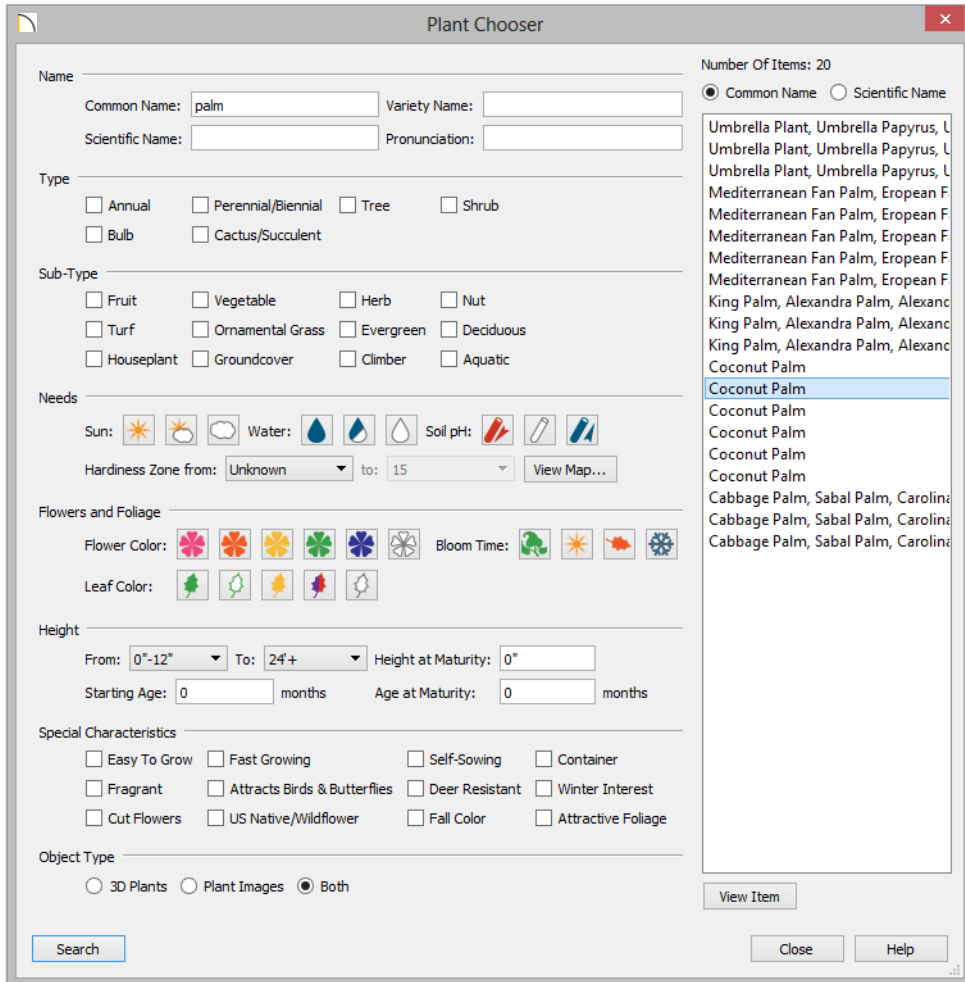 Plant Chooser
Name
Common Name: palm Variety Name:
Scientific Name: Pronunciation:
Type
Annual Perennial/Biennial Tree Shrub
Bulb Cactus/Succulent
Sub-Type
Fruit Vegetable Herb Nut
Turf Ornamental Grass Evergreen Deciduous
Houseplant Groundcover Climber Aquatic
Needs
Sun: Water: Soil pH:
Hardiness Zone from: Unknown to: 15 View Map...
Flowers and Foliage
Flower Color: Bloom Time:
Leaf Color:
Height
From: 0"-12" To: 24'+ Height at Maturity: 0"
Starting Age: 0 months Age at Maturity: 0 months
Special Characteristics
Easy To Grow Fast Growing Self-Sowing Container
Fragrant Attracts Birds & Butterflies Deer Resistant Winter Interest
Cut Flowers US Native/Wildflower Fall Color Attractive Foliage
Object Type
3D Plants Plant Images Both
Search
Number Of Items: 20
Common Name Scientific Name
Umbrella Plant, Umbrella Papyrus, U
Umbrella Plant, Umbrella Papyrus, U
Umbrella Plant, Umbrella Papyrus, U
Mediterranean Fan Palm, Eropean F
Mediterranean Fan Palm, Eropean F
Mediterranean Fan Palm, Eropean F
Mediterranean Fan Palm, Eropean F
Mediterranean Fan Palm, Eropean F
King Palm, Alexandra Palm, Alexanc
King Palm, Alexandra Palm, Alexanc
King Palm, Alexandra Palm, Alexanc
Coconut Palm
Coconut Palm
Coconut Palm
Coconut Palm
Coconut Palm
Coconut Palm
Cabbage Palm, Sabal Palm, Carolina
Cabbage Palm, Sabal Palm, Carolina
Cabbage Palm, Sabal Palm, Carolina
View Item
Close Help